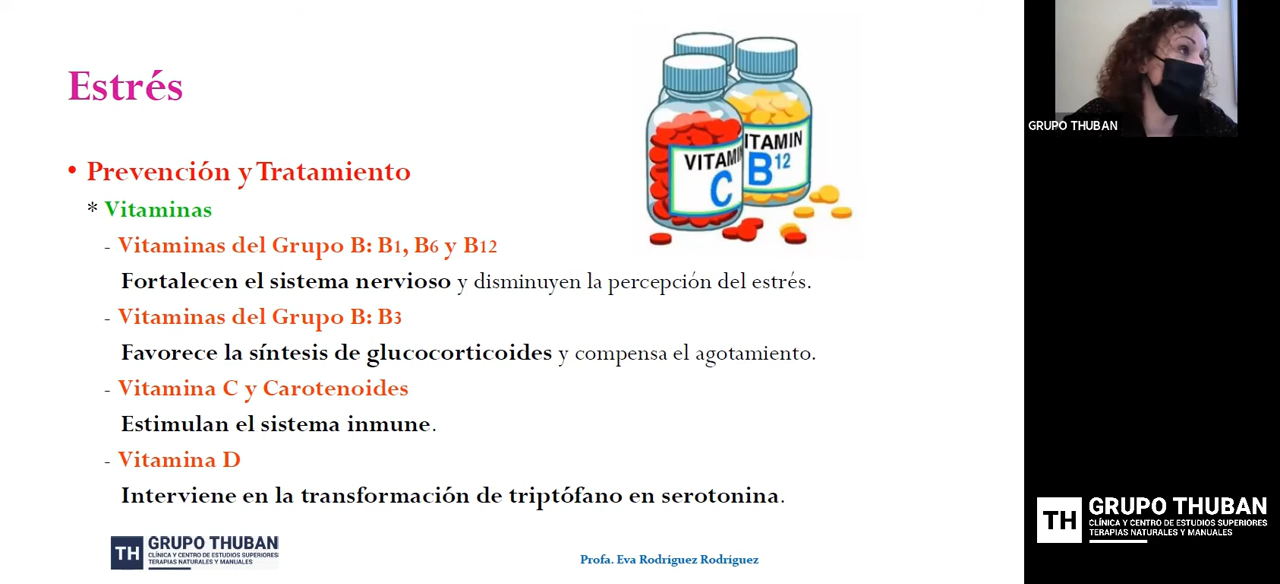 Estrés
• Prevención y Tratamiento
* Vitaminas
- Vitaminas del Grupo B: B1, B6 y B12
Fortalecen el sistema nervioso y disminuyen la percepción del estrés.
- Vitaminas del Grupo B: B3
Favorece la síntesis de glucocorticoides y compensa el agotamiento.
- Vitamina C y Carotenoides
Estimulan el sistema inmune.
- Vitamina D
Interviene en la transformación de triptófano en serotonina.
VITAMIN
C
ITAMIN
B12
TH GRUPO THUBAN
CLÍNICA Y CENTRO DE ESTUDIOS SUPERIORES
TERAPIAS NATURALES Y MANUALES
Profa. Eva Rodríguez Rodríguez
GRUPO THUBAN
TH GRUPO THUBAN
CLÍNICA Y CENTRO DE ESTUDIOS SUPERIORES
TERAPIAS NATURALES Y MANUALES